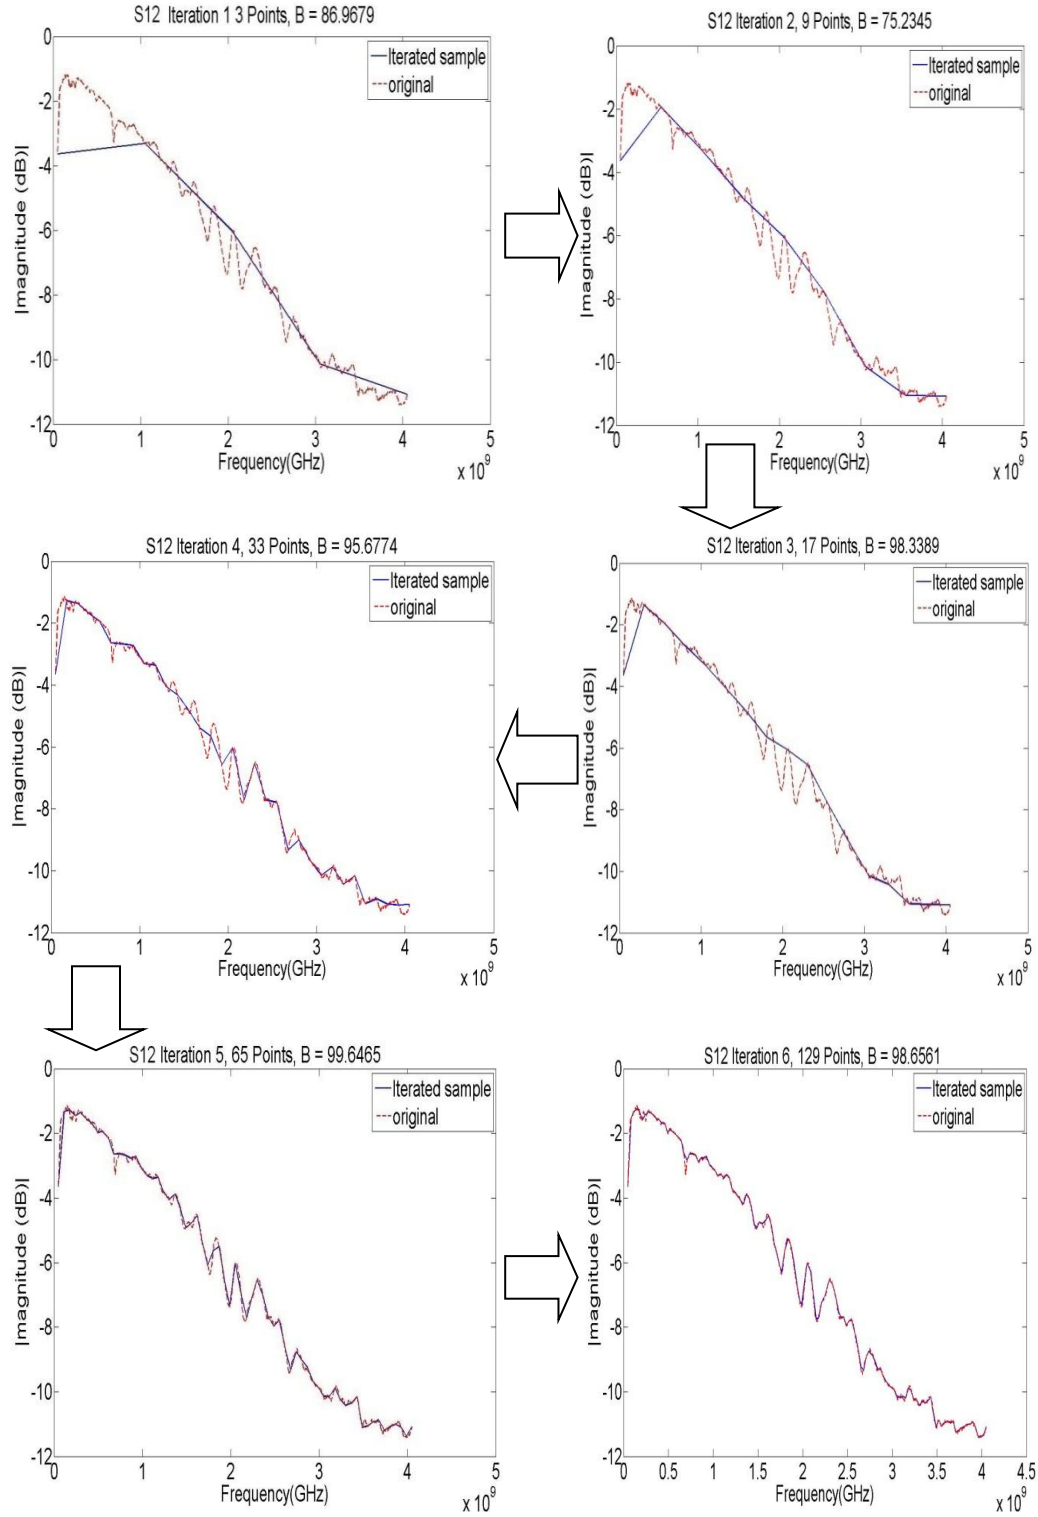 S12 Iteration 1 3 Points, B = 86.9679
0
-2
-4
-6
-8
-10
-12
|magnitude (dB)|
Iterated sample
original
0 1 2 3 4 5
Frequency(GHz)
x 10^9
S12 Iteration 2, 9 Points, B = 75.2345
0
-2
-4
-6
-8
-10
-12
|magnitude (dB)|
Iterated sample
original
0 1 2 3 4 5
Frequency(GHz)
x 10^9
S12 Iteration 3, 17 Points, B = 98.3389
0
-2
-4
-6
-8
-10
-12
|magnitude (dB)|
Iterated sample
original
0 1 2 3 4 5
Frequency(GHz)
x 10^9
S12 Iteration 4, 33 Points, B = 95.6774
0
-2
-4
-6
-8
-10
-12
|magnitude (dB)|
Iterated sample
original
0 1 2 3 4 5
Frequency(GHz)
x 10^9
S12 Iteration 5, 65 Points, B = 99.6465
0
-2
-4
-6
-8
-10
-12
|magnitude (dB)|
Iterated sample
original
0 1 2 3 4 5
Frequency(GHz)
x 10^9
S12 Iteration 6, 129 Points, B = 98.6561
0
-2
-4
-6
-8
-10
-12
|magnitude (dB)|
Iterated sample
original
0 0.5 1 1.5 2 2.5 3 3.5 4 4.5
Frequency(GHz)
x 10^9